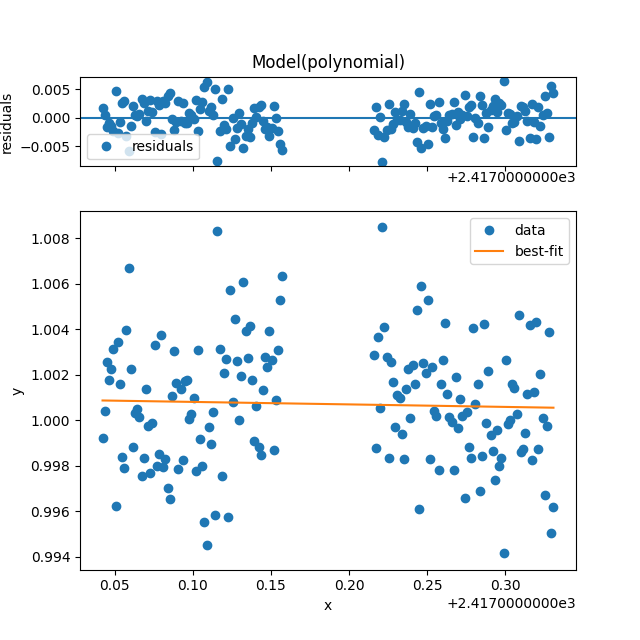 Model(polynomial)
residuals
0.005
0.000
−0.005
residuals
+2.4170000000e3
y
1.008
1.006
1.004
1.002
1.000
0.998
0.996
0.994
data
best-fit
0.05 0.10 0.15 0.20 0.25 0.30
x
+2.4170000000e3